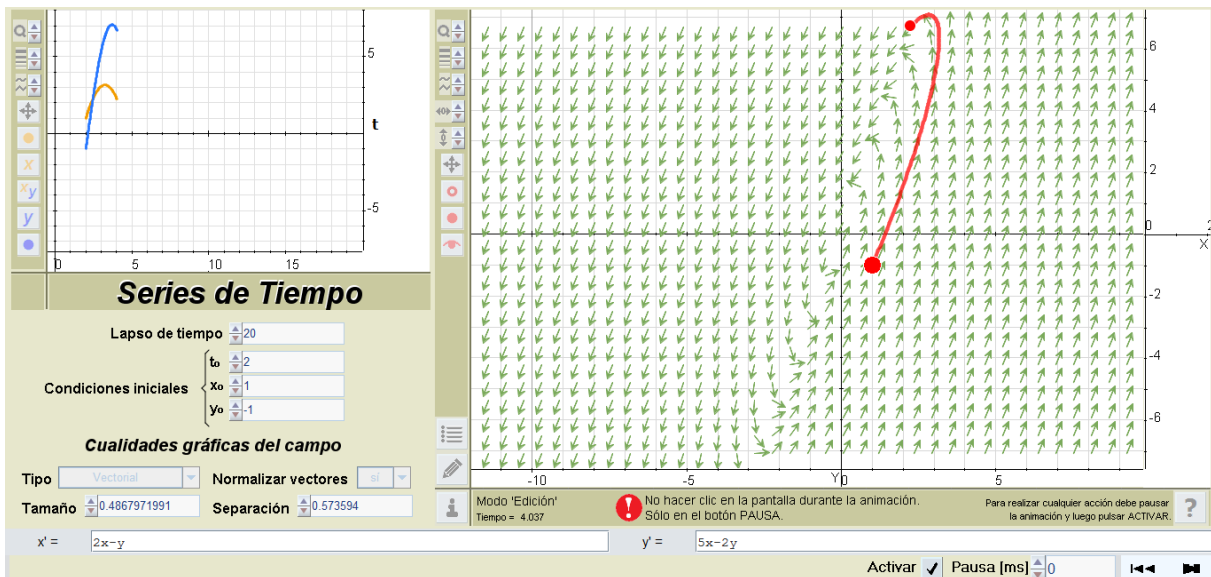 t
5
-5
0
5
10
15
x
xy
y
6
4
2
0
2
X
-2
-4
-6
-10
-5
Y
0
5
Series de Tiempo
Lapso de tiempo 20
Condiciones iniciales
t₀ 2
x₀ 1
y₀ -1
Cualidades gráficas del campo
Tipo Vectorial Normalizar vectores sí
Tamaño 0.4867971991 Separación 0.573594
Modo 'Edición'
Tiempo = 4.037
No hacer clic en la pantalla durante la animación.
Sólo en el botón PAUSA.
Para realizar cualquier acción debe pausar
la animación y luego pulsar ACTIVAR.
?
x' = 2x-y y' = 5x-2y
Activar Pausa [ms] 0